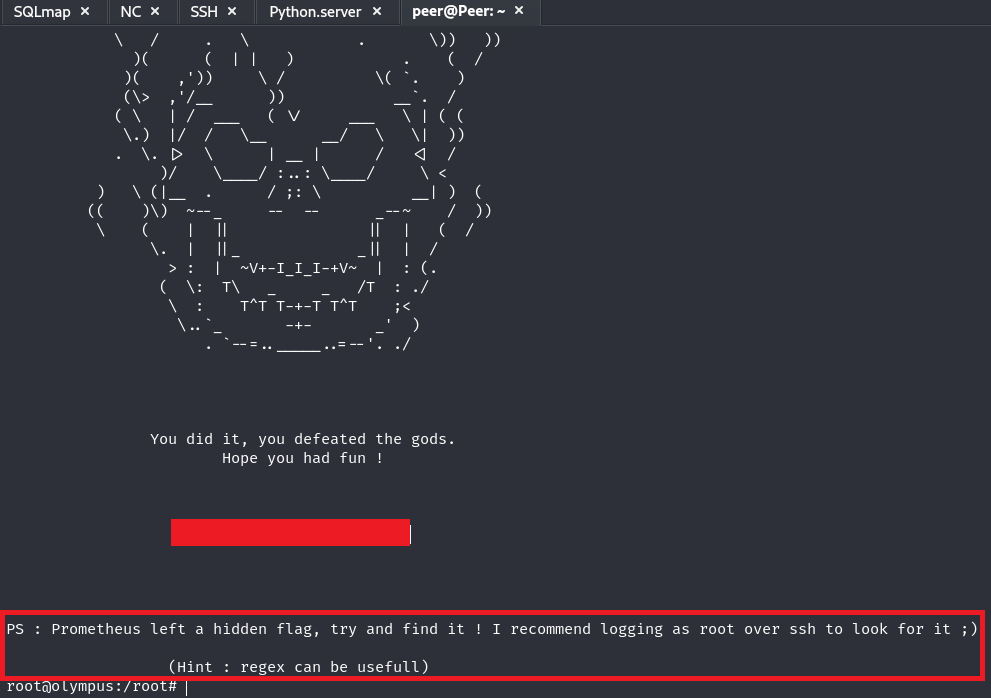 SQLmap × NC × SSH × Python.server × peer@Peer: ~ ×
You did it, you defeated the gods.
Hope you had fun !
PS : Prometheus left a hidden flag, try and find it ! I recommend logging as root over ssh to look for it ;)
(Hint : regex can be usefull)
root@olympus:/root#